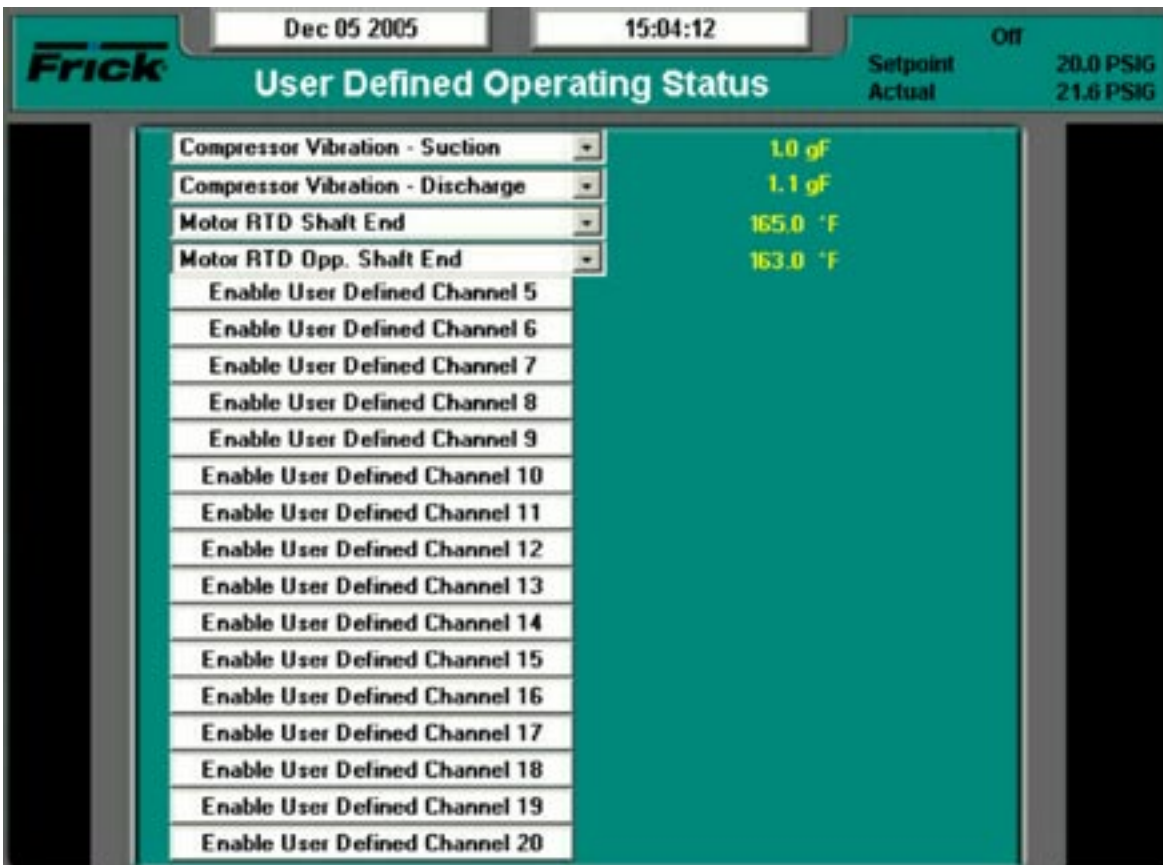 Dec 05 2005
15:04:12
Off
Frick
User Defined Operating Status
Setpoint 20.0 PSIG
Actual 21.6 PSIG
Compressor Vibration - Suction 1.0 gF
Compressor Vibration - Discharge 1.1 gF
Motor RTD Shaft End 165.0 °F
Motor RTD Opp. Shaft End 163.0 °F
Enable User Defined Channel 5
Enable User Defined Channel 6
Enable User Defined Channel 7
Enable User Defined Channel 8
Enable User Defined Channel 9
Enable User Defined Channel 10
Enable User Defined Channel 11
Enable User Defined Channel 12
Enable User Defined Channel 13
Enable User Defined Channel 14
Enable User Defined Channel 15
Enable User Defined Channel 16
Enable User Defined Channel 17
Enable User Defined Channel 18
Enable User Defined Channel 19
Enable User Defined Channel 20